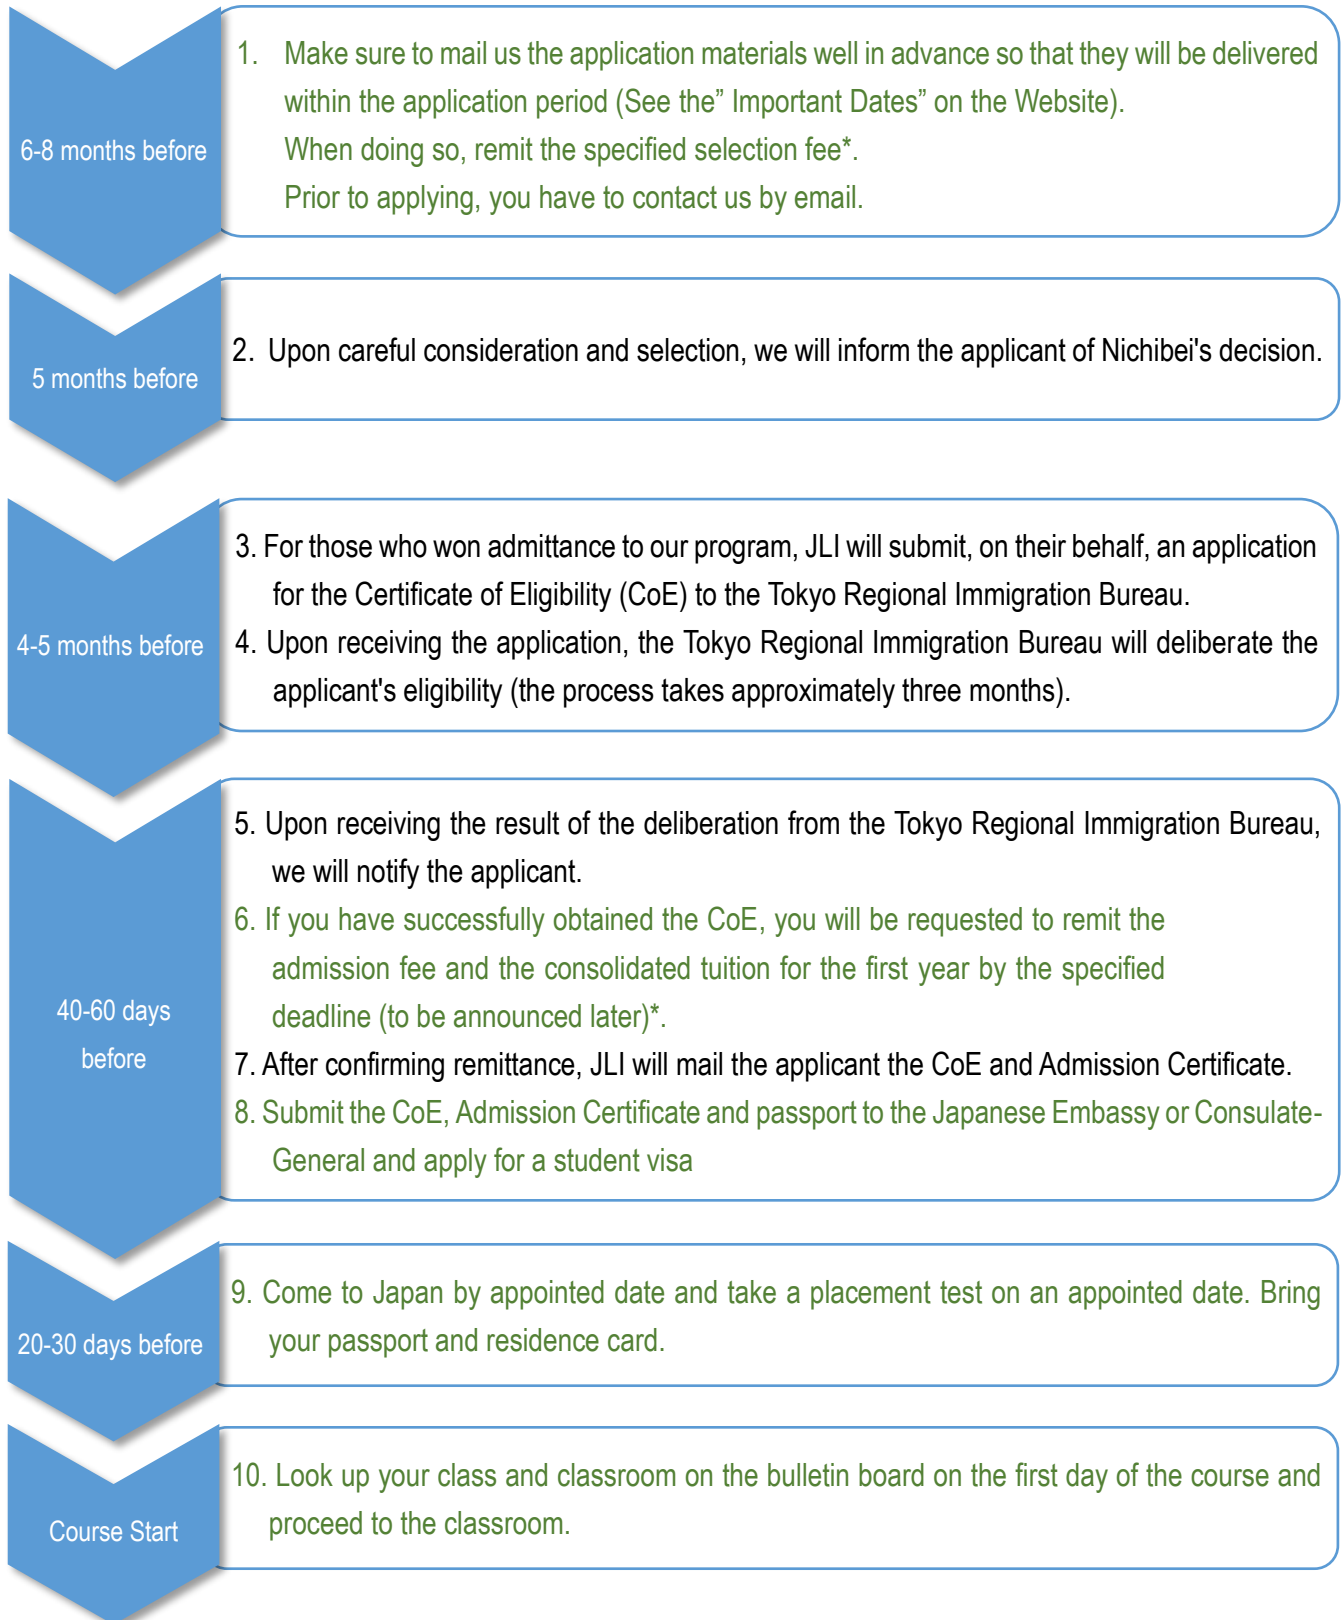 6-8 months before
1. Make sure to mail us the application materials well in advance so that they will be delivered
within the application period (See the” Important Dates” on the Website).
When doing so, remit the specified selection fee*.
Prior to applying, you have to contact us by email.
5 months before
2. Upon careful consideration and selection, we will inform the applicant of Nichibei's decision.
4-5 months before
3. For those who won admittance to our program, JLI will submit, on their behalf, an application
for the Certificate of Eligibility (CoE) to the Tokyo Regional Immigration Bureau.
4. Upon receiving the application, the Tokyo Regional Immigration Bureau will deliberate the
applicant's eligibility (the process takes approximately three months).
40-60 days
before
5. Upon receiving the result of the deliberation from the Tokyo Regional Immigration Bureau,
we will notify the applicant.
6. If you have successfully obtained the CoE, you will be requested to remit the
admission fee and the consolidated tuition for the first year by the specified
deadline (to be announced later)*.
7. After confirming remittance, JLI will mail the applicant the CoE and Admission Certificate.
8. Submit the CoE, Admission Certificate and passport to the Japanese Embassy or Consulate-
General and apply for a student visa
20-30 days before
9. Come to Japan by appointed date and take a placement test on an appointed date. Bring
your passport and residence card.
Course Start
10. Look up your class and classroom on the bulletin board on the first day of the course and
proceed to the classroom.